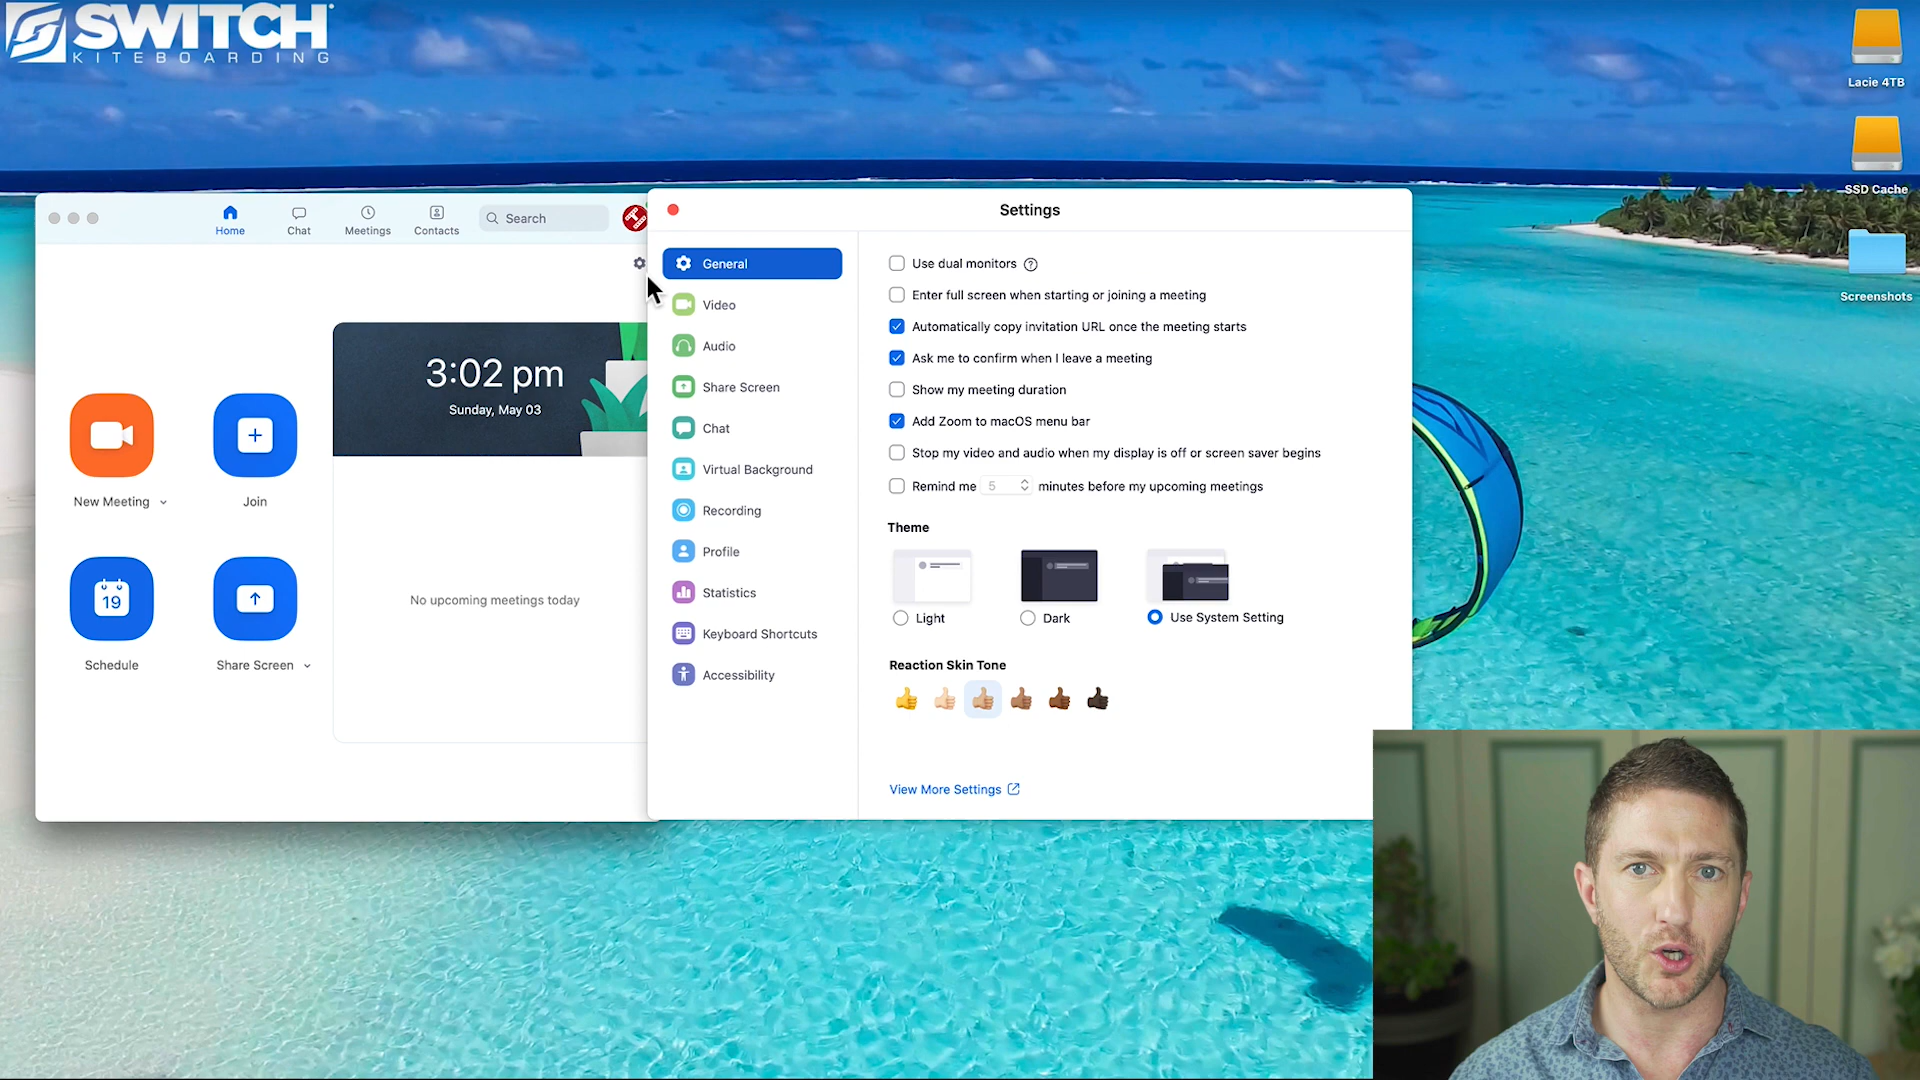 SWITCH
KITEBOARDING
Lacie 4TB
SSD Cache
Screenshots
Home
Chat
Meetings
Contacts
Search
3:02 pm
Sunday, May 03
New Meeting
Join
19
Schedule
Share Screen
No upcoming meetings today
Settings
General
Video
Audio
Share Screen
Chat
Virtual Background
Recording
Profile
Statistics
Keyboard Shortcuts
Accessibility
Use dual monitors ?
Enter full screen when starting or joining a meeting
Automatically copy invitation URL once the meeting starts
Ask me to confirm when I leave a meeting
Show my meeting duration
Add Zoom to macOS menu bar
Stop my video and audio when my display is off or screen saver begins
Remind me 5 minutes before my upcoming meetings
Theme
Light
Dark
Use System Setting
Reaction Skin Tone
View More Settings